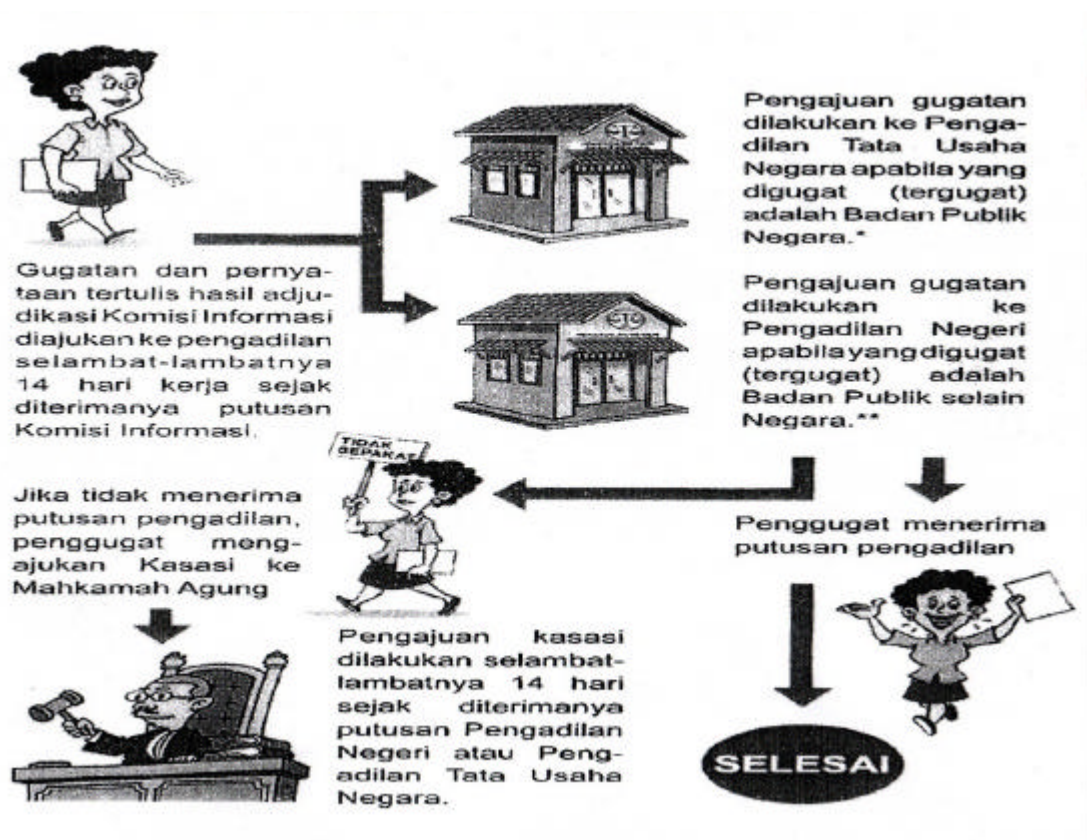 Gugatan dan pernya-
taan tertulis hasil adju-
dikasi Komisi Informasi
diajukan ke pengadilan
selambat-lambatnya
14 hari kerja sejak
diterimanya putusan
Komisi Informasi.
Pengajuan gugatan
dilakukan ke Penga-
dilan Tata Usaha
Negara apabila yang
digugat (tergugat)
adalah Badan Publik
Negara.*
Pengajuan gugatan
dilakukan ke
Pengadilan Negeri
apabila yang digugat
(tergugat) adalah
Badan Publik selain
Negara.**
TIDAK
SEPAKAT
Jika tidak menerima
putusan pengadilan,
penggugat meng-
ajukan Kasasi ke
Mahkamah Agung
Penggugat menerima
putusan pengadilan
Pengajuan kasasi
dilakukan selambat-
lambatnya 14 hari
sejak diterimanya
putusan Pengadilan
Negeri atau Peng-
adilan Tata Usaha
Negara.
SELESAI